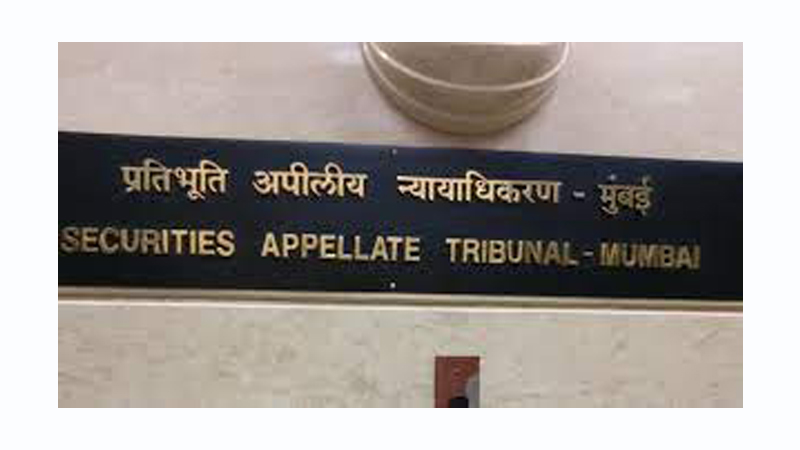 प्रतिभूति अपीलीय न्यायाधिकरण - मुंबई
SECURITIES APPELLATE TRIBUNAL - MUMBAI